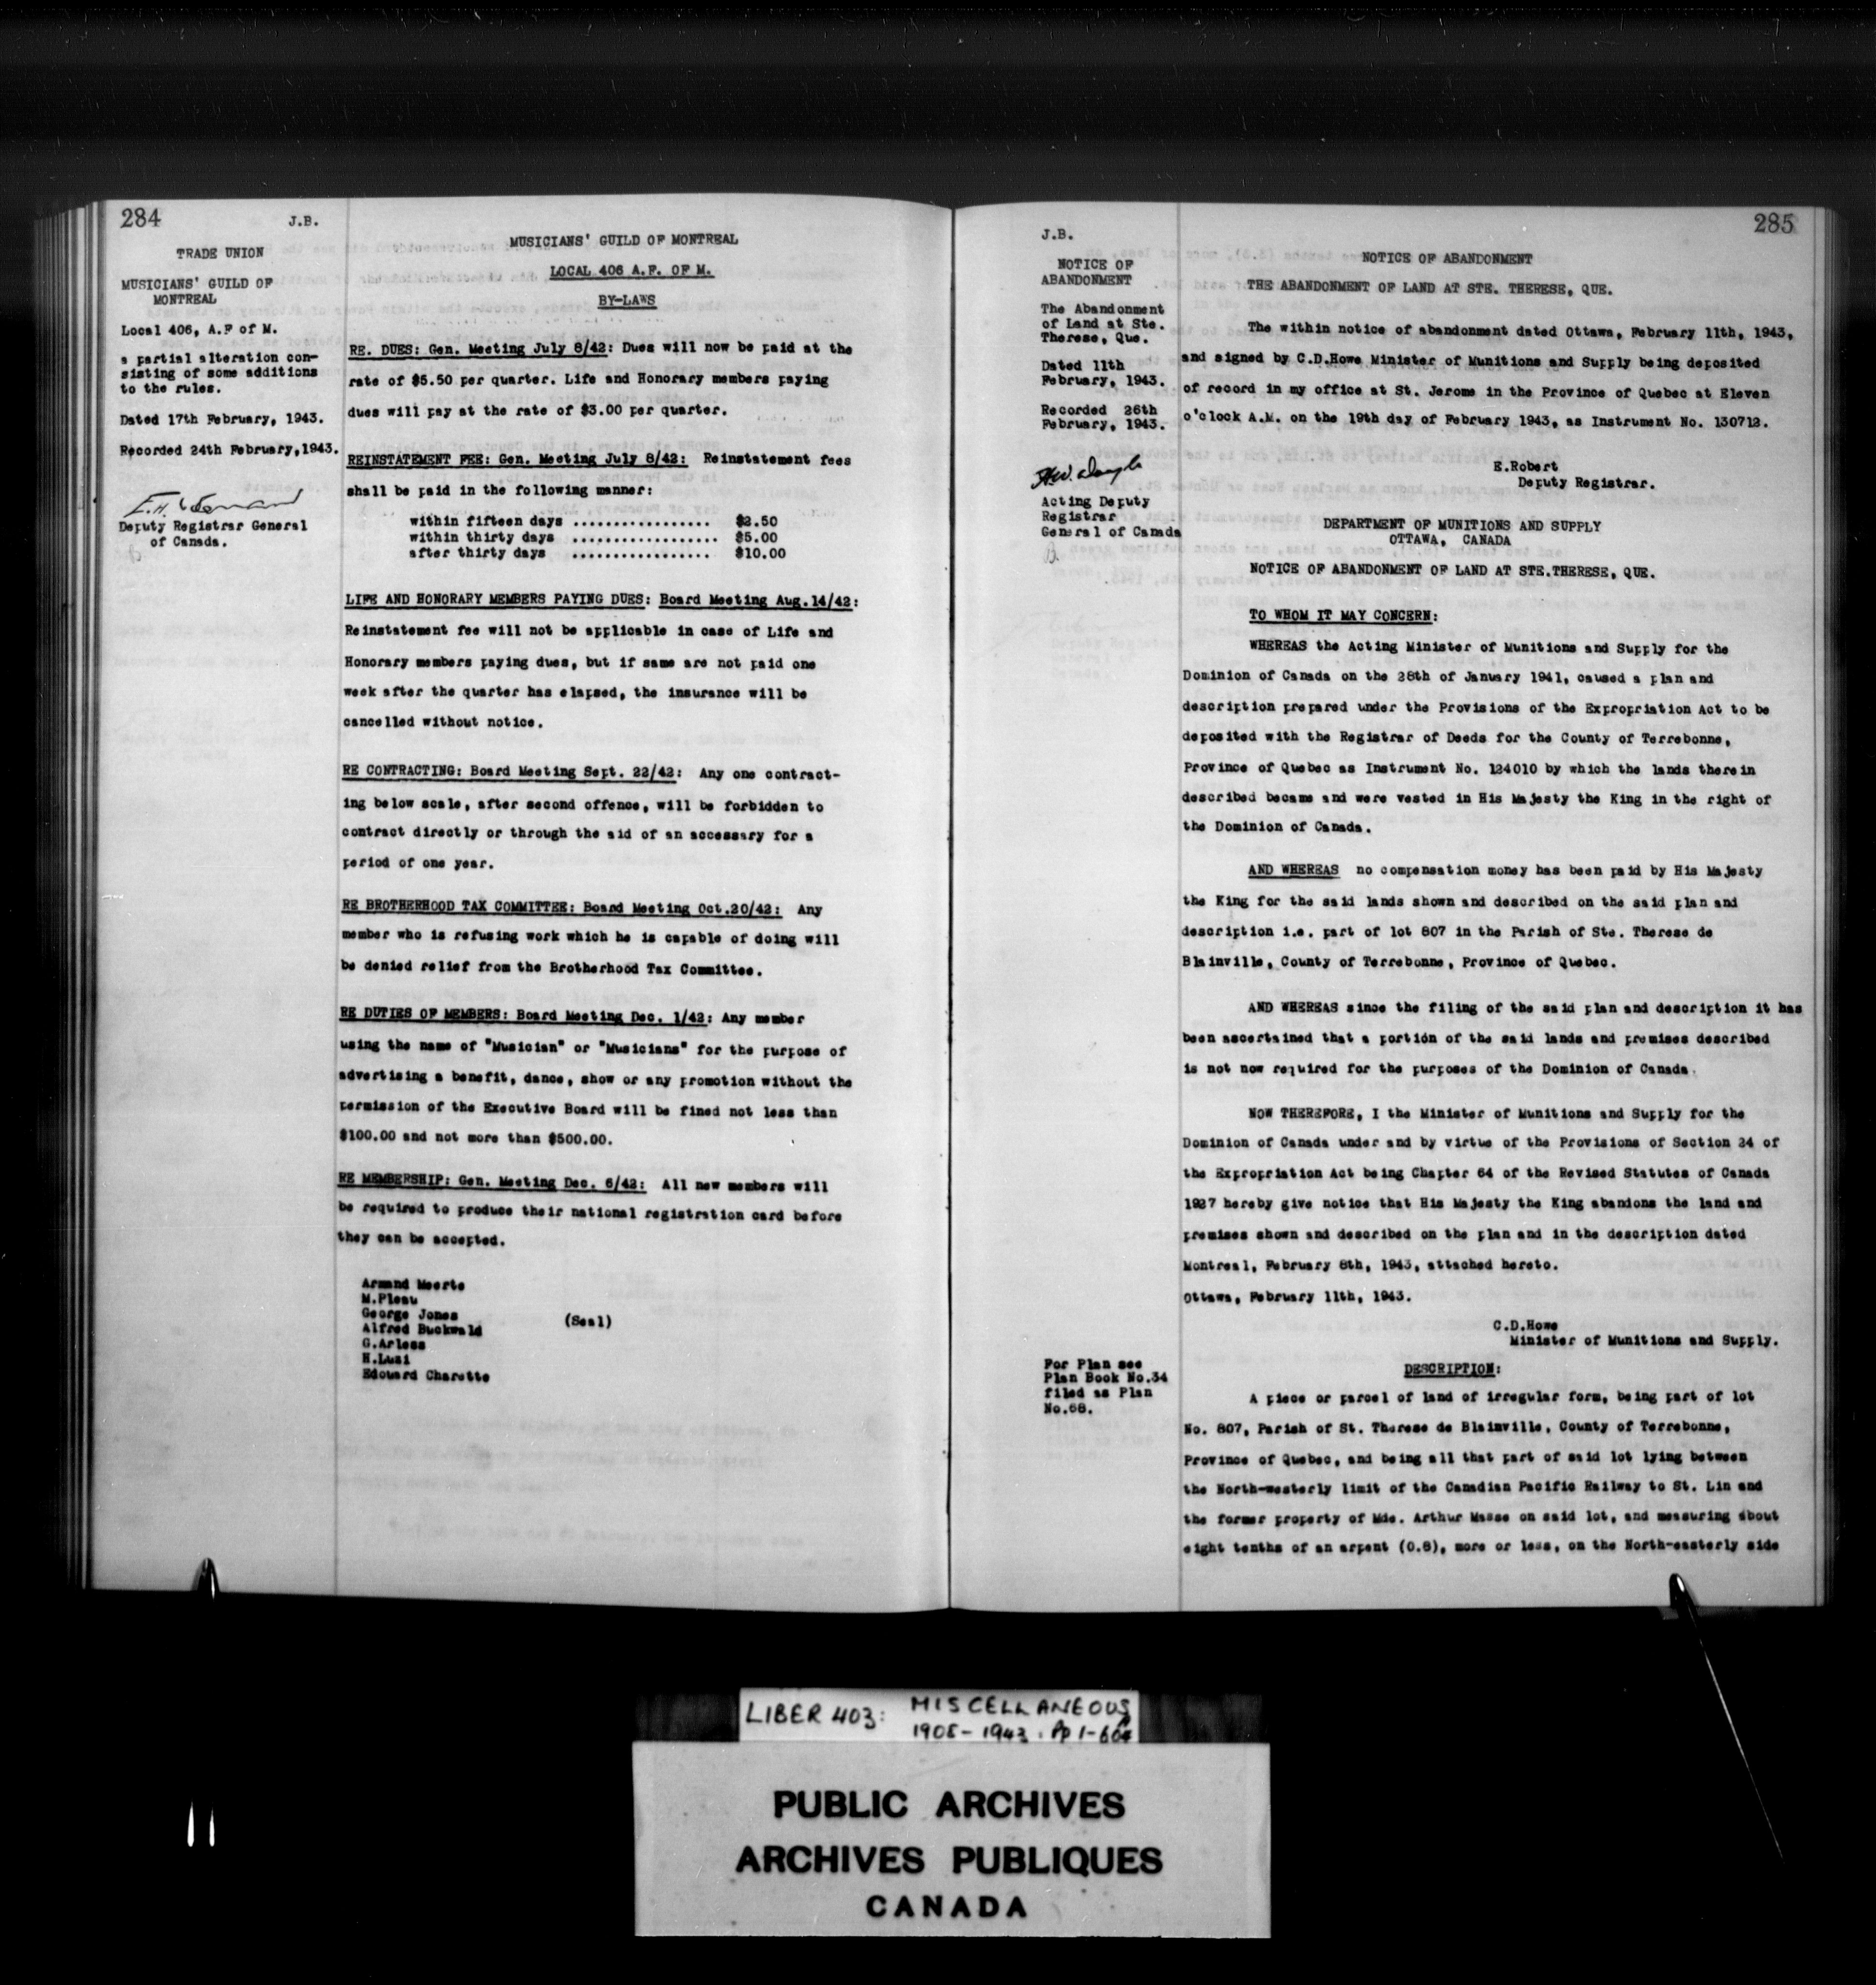 284
J.B.
TRADE UNION
MUSICIANS' GUILD OF
MONTREAL
Local 406, A.F of M.
a partial alteration con-
sisting of some additions
to the rules.
Dated 17th February, 1943.
Recorded 24th February,1943.
Deputy Registrar General
of Canada.
MUSICIANS' GUILD OF MONTREAL
LOCAL 406 A.F. OF M.
BY-LAWS
RE. DUES: Gen. Meeting July 8/42: Dues will now be paid at the
rate of $5.50 per quarter. Life and Honorary members paying
dues will pay at the rate of $3.00 per quarter.
REINSTATEMENT FEE: Gen. Meeting July 8/42: Reinstatement fees
shall be paid in the following manner:
within fifteen days ................. $2.50
within thirty days .................. $5.00
after thirty days ................. $10.00
LIFE AND HONORARY MEMBERS PAYING DUES: Board Meeting Aug.14/42:
Reinstatement fee will not be applicable in case of Life and
Honorary members paying dues, but if same are not paid one
week after the quarter has elapsed, the insurance will be
cancelled without notice.
RE CONTRACTING: Board Meeting Sept. 22/42: Any one contract-
ing below scale, after second offence, will be forbidden to
contract directly or through the aid of an accessary for a
period of one year.
RE BROTHERHOOD TAX COMMITTEE: Board Meeting Oct.20/42: Any
member who is refusing work which he is capable of doing will
be denied relief from the Brotherhood Tax Committee.
RE DUTIES OF MEMBERS: Board Meeting Dec. 1/42: Any member
using the name of "Musician" or "Musicians" for the purpose of
advertising a benefit, dance, show or any promotion without the
permission of the Executive Board will be fined not less than
$100.00 and not more than $500.00.
RE MEMBERSHIP: Gen. Meeting Dec. 6/42: All new members will
be required to produce their national registration card before
they can be accepted.
Armand Meerte
M.Pleau
George Jones
(Seal)
Alfred Buckwald
G.Arless
H.Luzi
Edouard Charette
285
J.B.
NOTICE OF
ABANDONMENT
The Abandonment
of Land at Ste.
Therese, Que.
Dated 11th
February, 1943.
Recorded 26th
February, 1943.
Acting Deputy
Registrar
General of Canada
For Plan see
Plan Book No.34
filed as Plan
No.68.
NOTICE OF ABANDONMENT
THE ABANDONMENT OF LAND AT STE. THERESE, QUE.
The within notice of abandonment dated Ottawa, February 11th, 1943,
and signed by C.D.Howe Minister of Munitions and Supply being deposited
of record in my office at St. Jerome in the Province of Quebec at Eleven
o'clock A.M. on the 19th day of February 1943, as Instrument No. 130712.
E.Robert
Deputy Registrar.
DEPARTMENT OF MUNITIONS AND SUPPLY
OTTAWA, CANADA
NOTICE OF ABANDONMENT OF LAND AT STE.THERESE, QUE.
TO WHOM IT MAY CONCERN:
WHEREAS the Acting Minister of Munitions and Supply for the
Dominion of Canada on the 28th of January 1941, caused a plan and
description prepared under the Provisions of the Expropriation Act to be
deposited with the Registrar of Deeds for the County of Terrebonne,
Province of Quebec as Instrument No. 124010 by which the lands therein
described became and were vested in His Majesty the King in the right of
the Dominion of Canada.
AND WHEREAS no compensation money has been paid by His Majesty
the King for the said lands shown and described on the said plan and
description i.e. part of lot 807 in the Parish of Ste. Therese de
Blainville, County of Terrebonne, Province of Quebec.
AND WHEREAS since the filing of the said plan and description it has
been ascertained that a portion of the said lands and premises described
is not now required for the purposes of the Dominion of Canada.
NOW THEREFORE, I the Minister of Munitions and Supply for the
Dominion of Canada under and by virtue of the Provisions of Section 24 of
the Expropriation Act being Chapter 64 of the Revised Statutes of Canada
1927 hereby give notice that His Majesty the King abandons the land and
premises shown and described on the plan and in the description dated
Montreal, February 8th, 1943, attached hereto.
Ottawa, February 11th, 1943.
C.D.Howe
Minister of Munitions and Supply.
DESCRIPTION:
A piece or parcel of land of irregular form, being part of lot
No. 807, Parish of St. Therese de Blainville, County of Terrebonne,
Province of Quebec, and being all that part of said lot lying between
the North-westerly limit of the Canadian Pacific Railway to St. Lin and
the former property of Mde. Arthur Masse on said lot, and measuring about
eight tenths of an arpent (0.8), more or less, on the North-easterly side
LIBER 403: MISCELLANEOUS
1908-1943. Pp 1-
PUBLIC ARCHIVES
ARCHIVES PUBLIQUES
CANADA